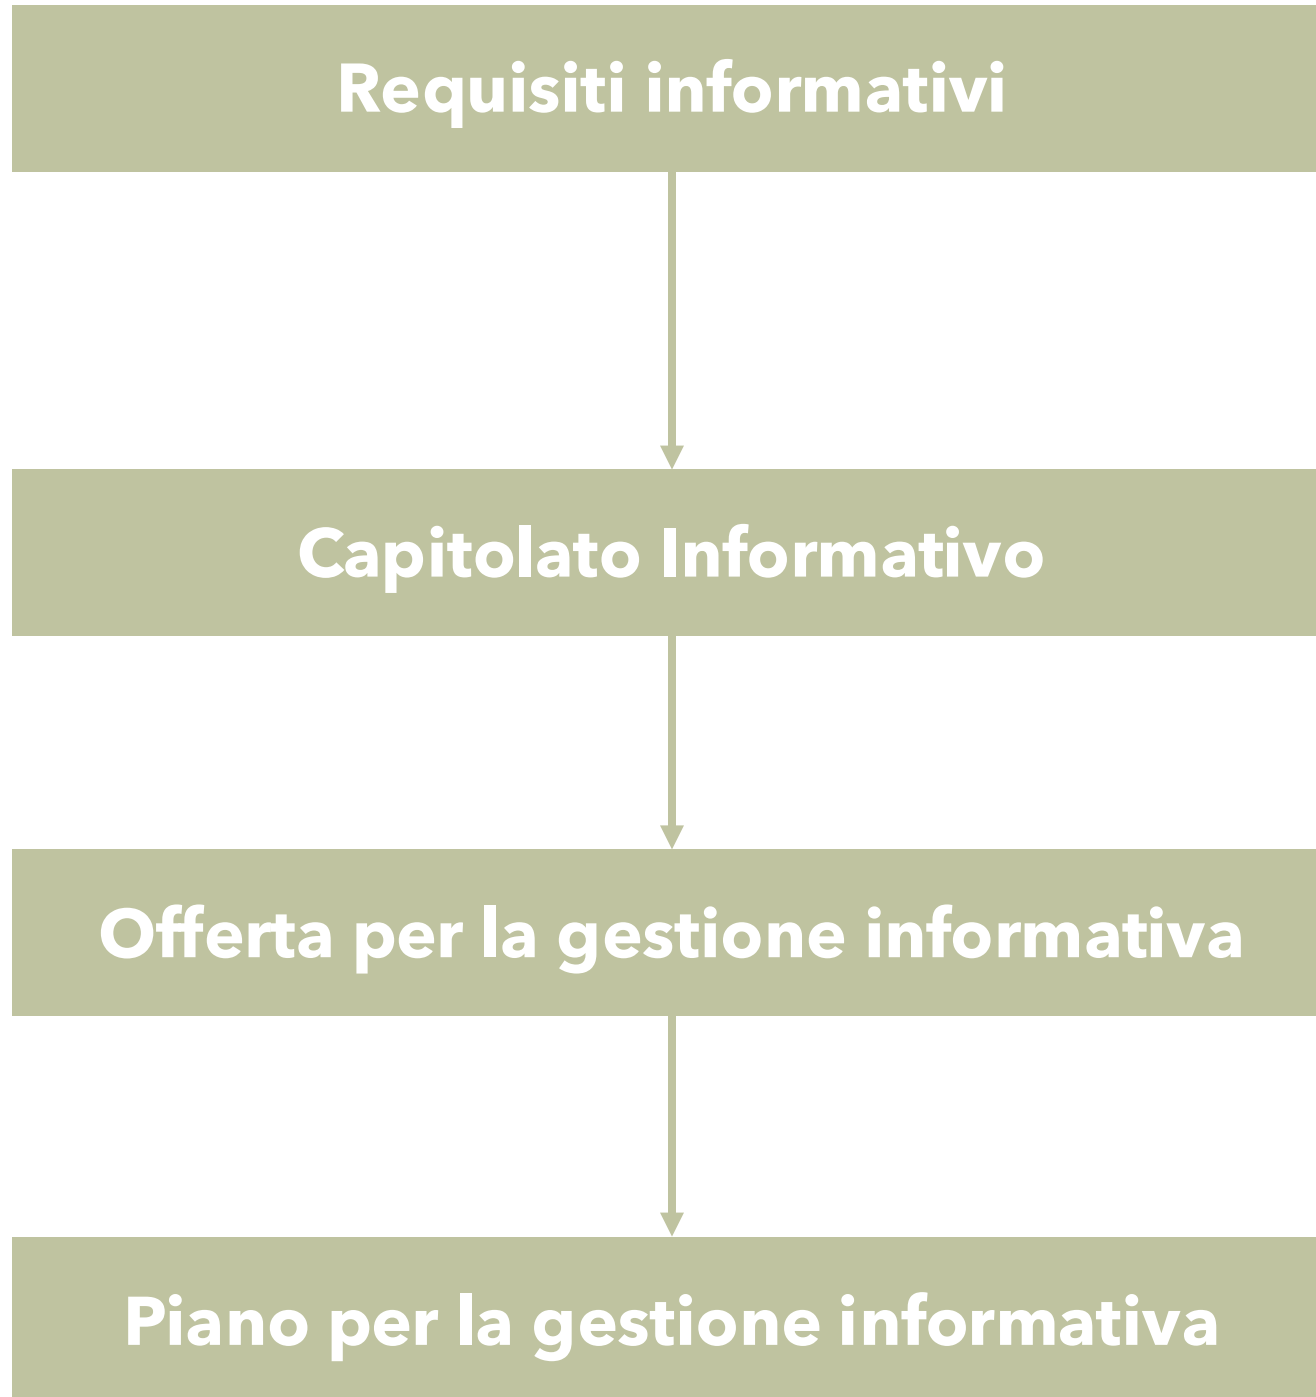 Requisiti informativi
Capitolato Informativo
Offerta per la gestione informativa
Piano per la gestione informativa